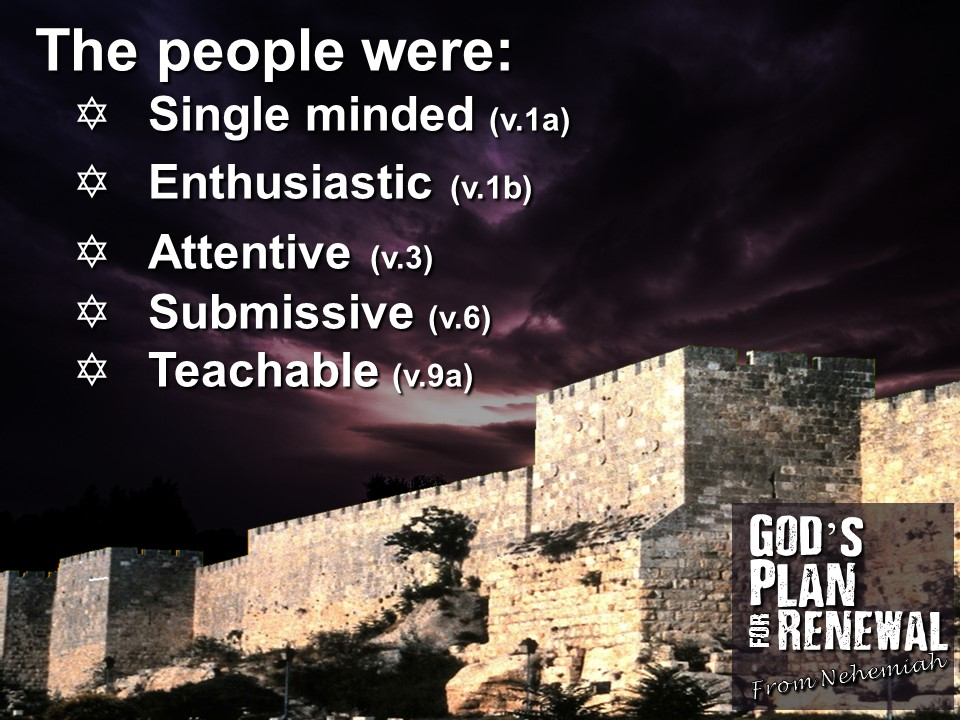 The people were:
✡ Single minded (v.1a)
✡ Enthusiastic (v.1b)
✡ Attentive (v.3)
✡ Submissive (v.6)
✡ Teachable (v.9a)
GOD'S
PLAN
FOR RENEWAL
From Nehemiah